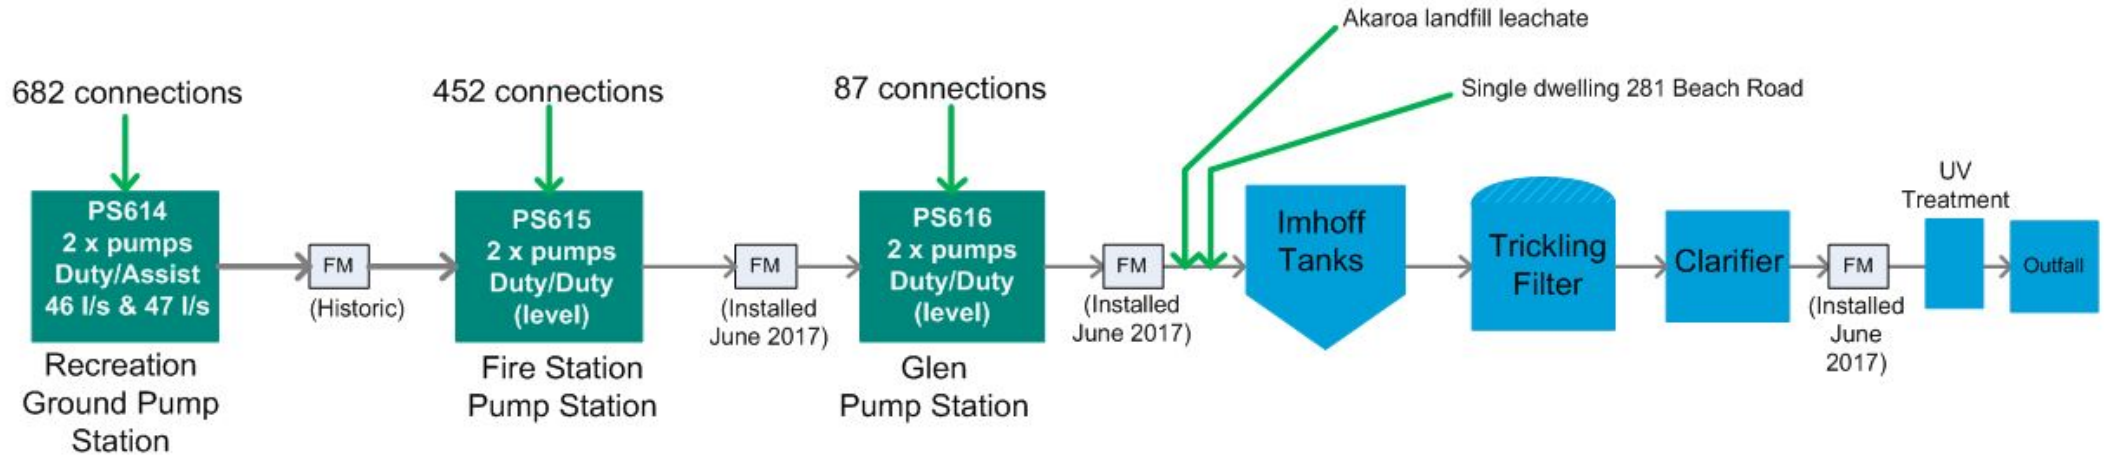 Akaroa landfill leachate
Single dwelling 281 Beach Road
682 connections
452 connections
87 connections
PS614
2 x pumps
Duty/Assist
46 l/s & 47 l/s
Recreation
Ground Pump
Station
FM
(Historic)
PS615
2 x pumps
Duty/Duty
(level)
Fire Station
Pump Station
FM
(Installed
June 2017)
PS616
2 x pumps
Duty/Duty
(level)
Glen
Pump Station
FM
(Installed
June 2017)
Imhoff
Tanks
Trickling
Filter
Clarifier
FM
(Installed
June
2017)
UV
Treatment
Outfall